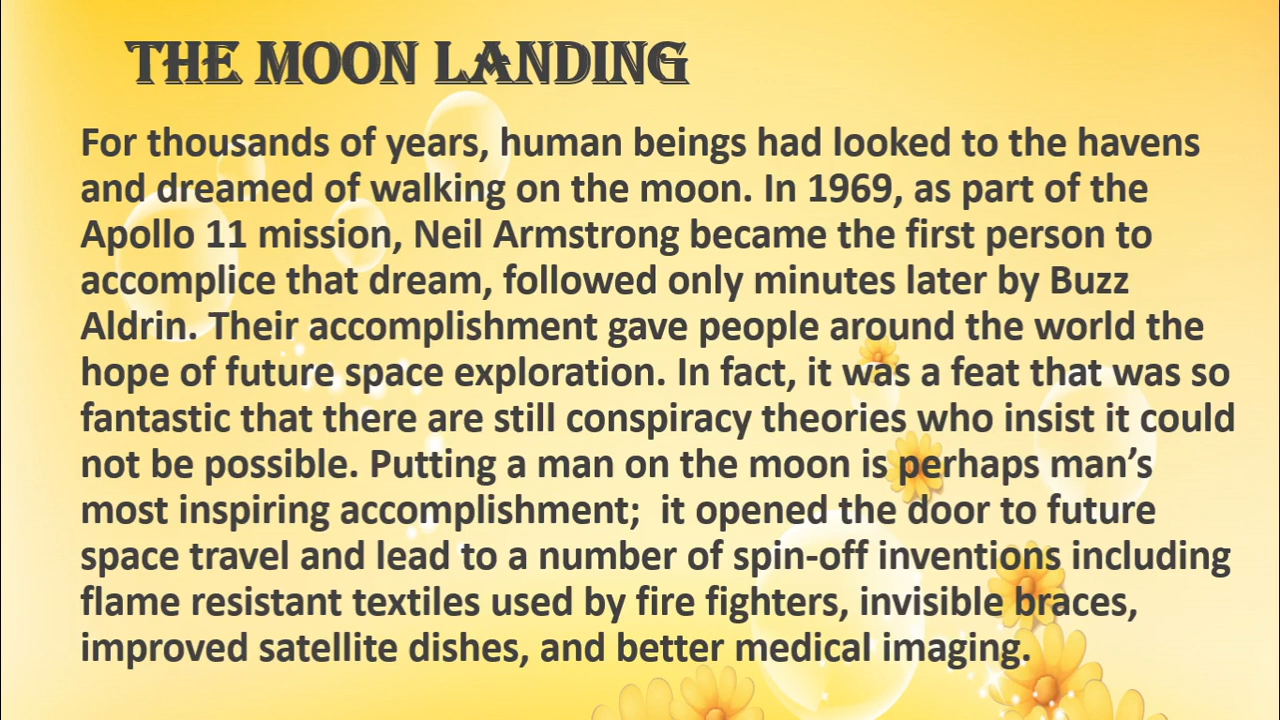 THE MOON LANDING
For thousands of years, human beings had looked to the havens
and dreamed of walking on the moon. In 1969, as part of the
Apollo 11 mission, Neil Armstrong became the first person to
accomplice that dream, followed only minutes later by Buzz
Aldrin. Their accomplishment gave people around the world the
hope of future space exploration. In fact, it was a feat that was so
fantastic that there are still conspiracy theories who insist it could
not be possible. Putting a man on the moon is perhaps man’s
most inspiring accomplishment;  it opened the door to future
space travel and lead to a number of spin-off inventions including
flame resistant textiles used by fire fighters, invisible braces,
improved satellite dishes, and better medical imaging.